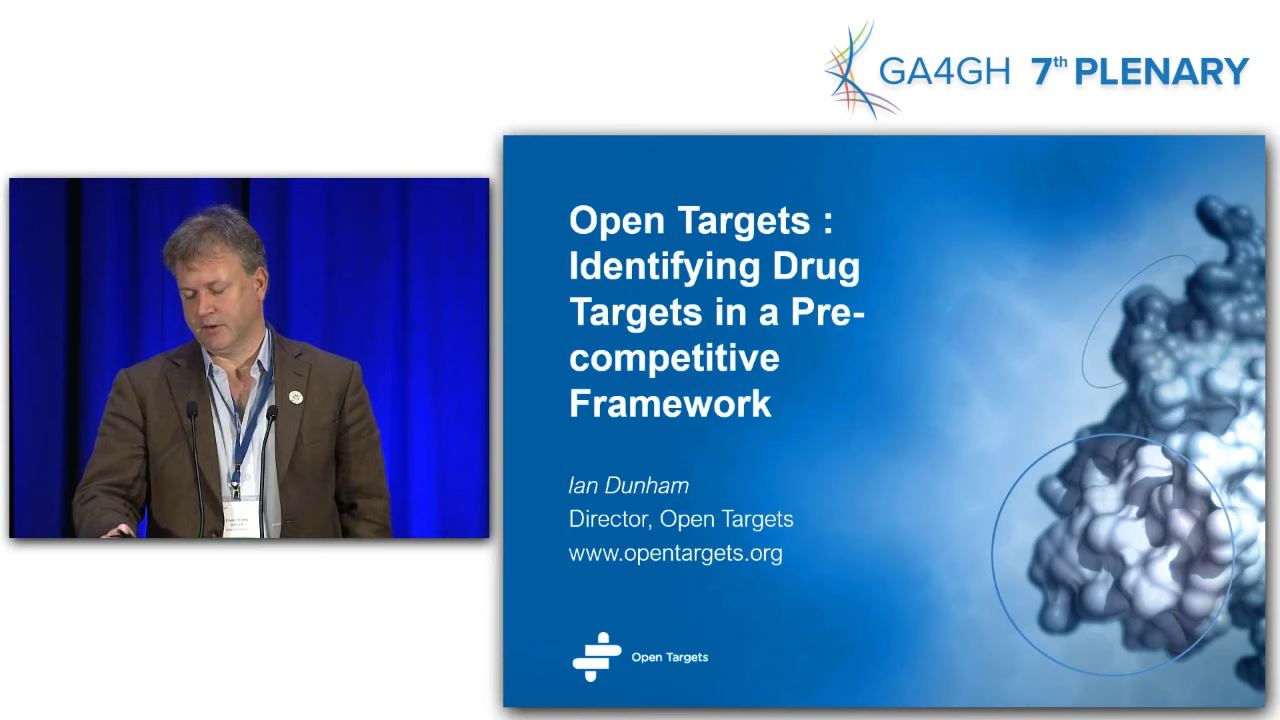 GA4GH 7th PLENARY
Open Targets :
Identifying Drug
Targets in a Pre-
competitive
Framework
Ian Dunham
Director, Open Targets
www.opentargets.org
Open Targets